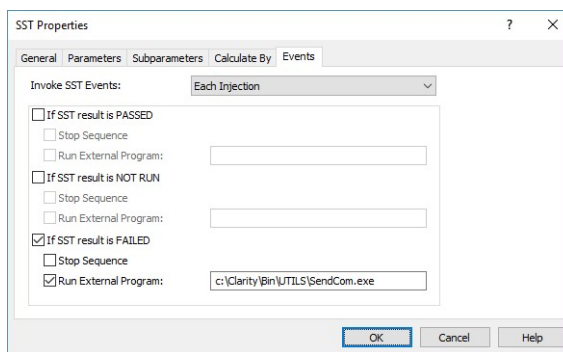 SST Properties ? ×
General Parameters Subparameters Calculate By Events
Invoke SST Events: Each Injection
If SST result is PASSED
Stop Sequence
Run External Program:
If SST result is NOT RUN
Stop Sequence
Run External Program:
If SST result is FAILED
Stop Sequence
Run External Program: c:\Clarity\Bin\UTILS\SendCom.exe
OK Cancel Help